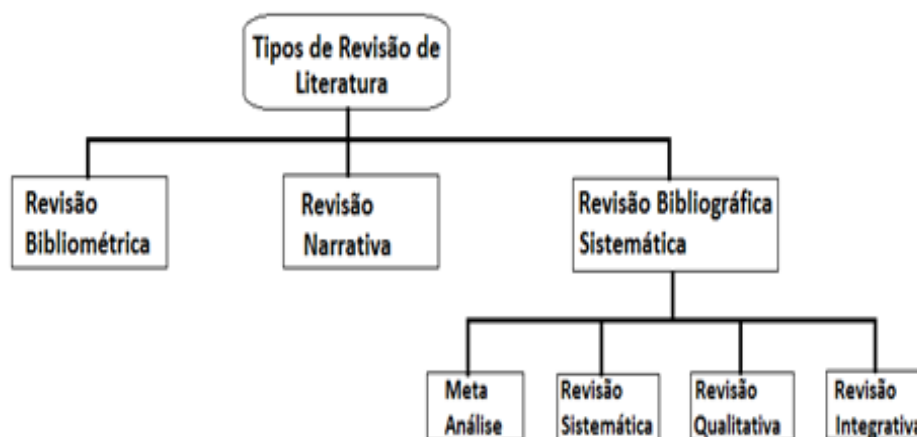 Tipos de Revisão de
Literatura
Revisão
Bibliométrica
Revisão
Narrativa
Revisão Bibliográfica
Sistemática
Meta
Análise
Revisão
Sistemática
Revisão
Qualitativa
Revisão
Integrativa